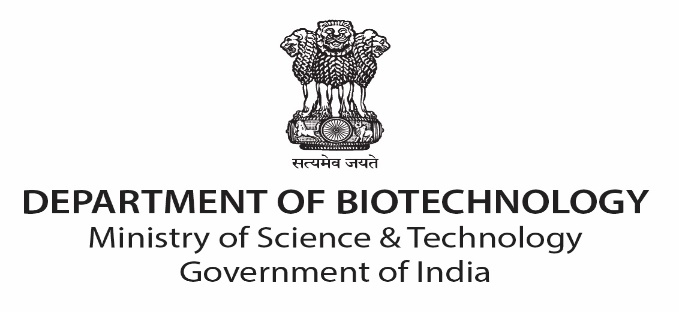 सत्यमेव जयते
DEPARTMENT OF BIOTECHNOLOGY
Ministry of Science & Technology
Government of India